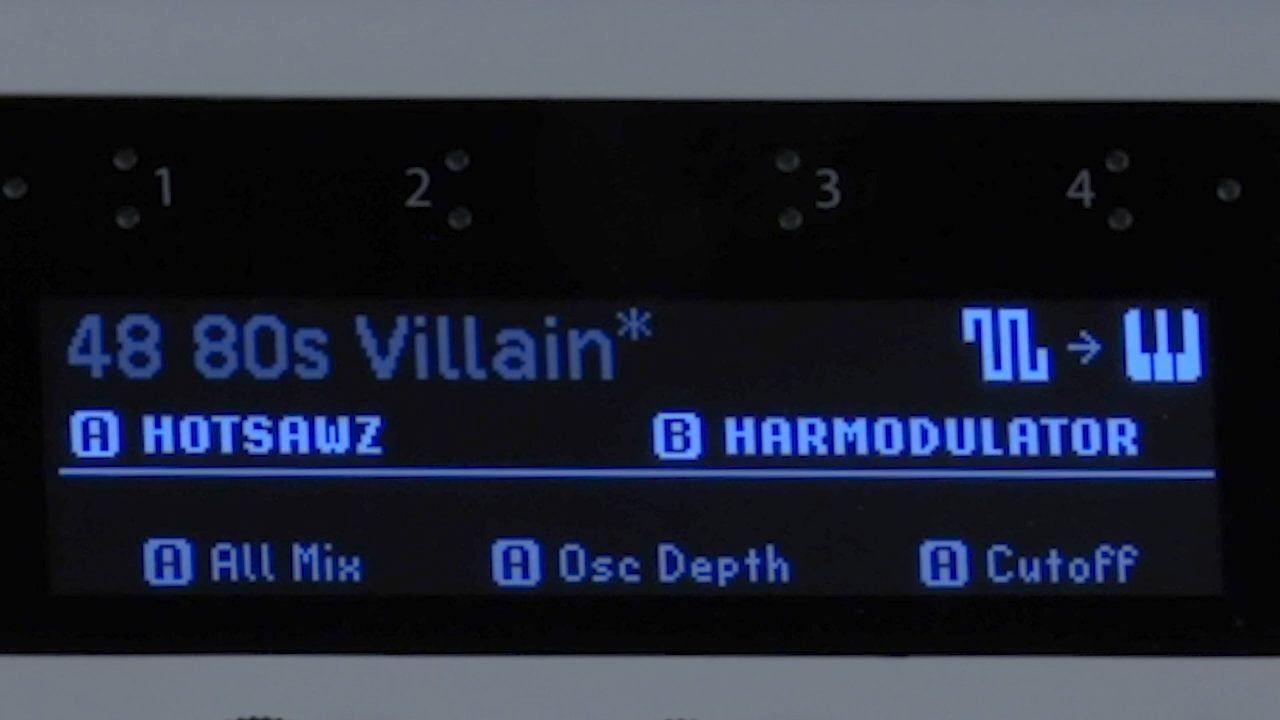 1 2 3 4
48 80s Villain*
A HOTSAWZ B HARMODULATOR
A All Mix A Osc Depth A Cutoff